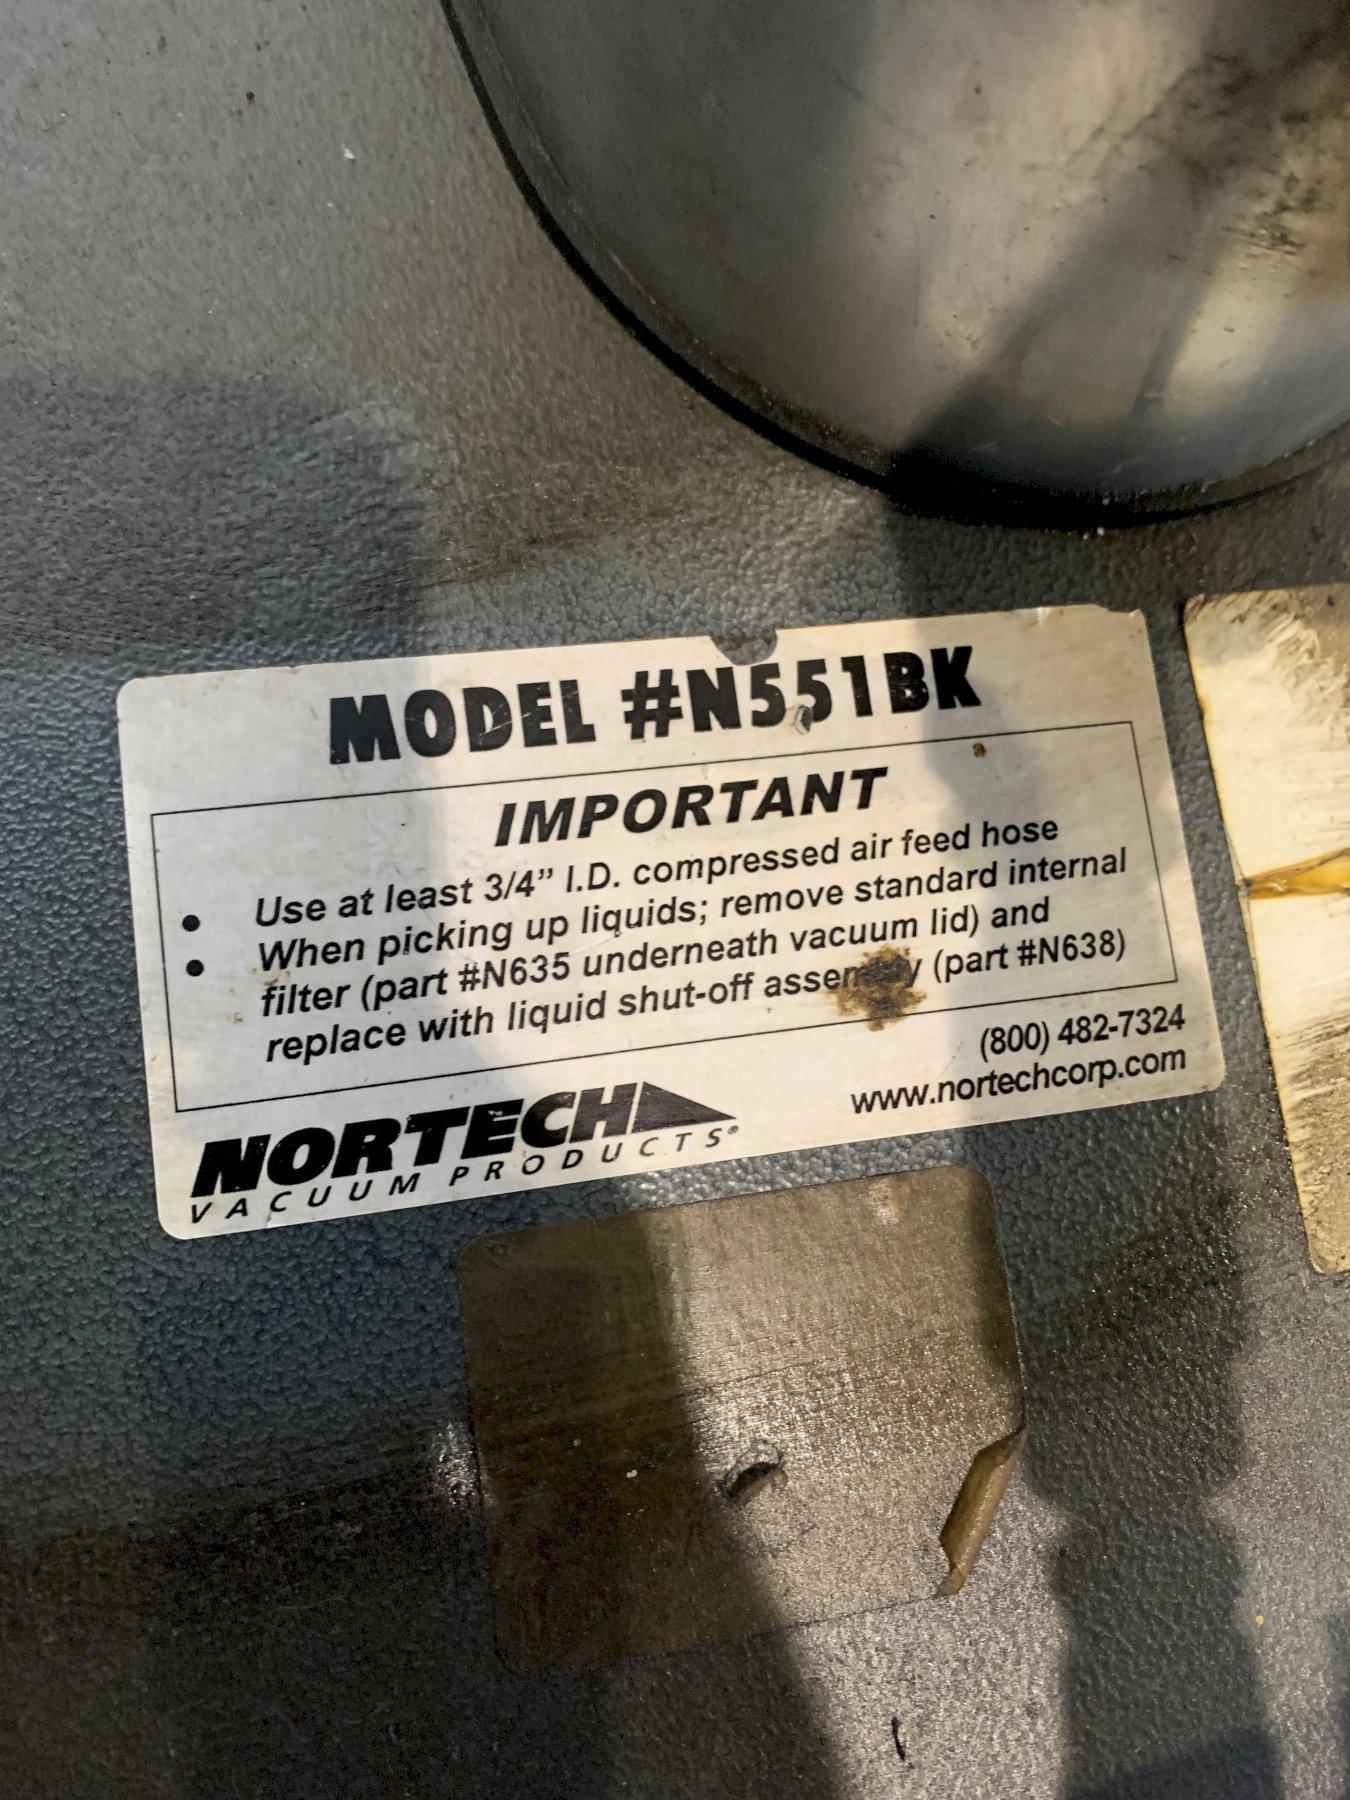 MODEL #N551BK
IMPORTANT
• Use at least 3/4” I.D. compressed air feed hose
• When picking up liquids; remove standard internal
filter (part #N635 underneath vacuum lid) and
replace with liquid shut-off assembly (part #N638)
(800) 482-7324
www.nortechcorp.com
NORTECH
VACUUM PRODUCTS®